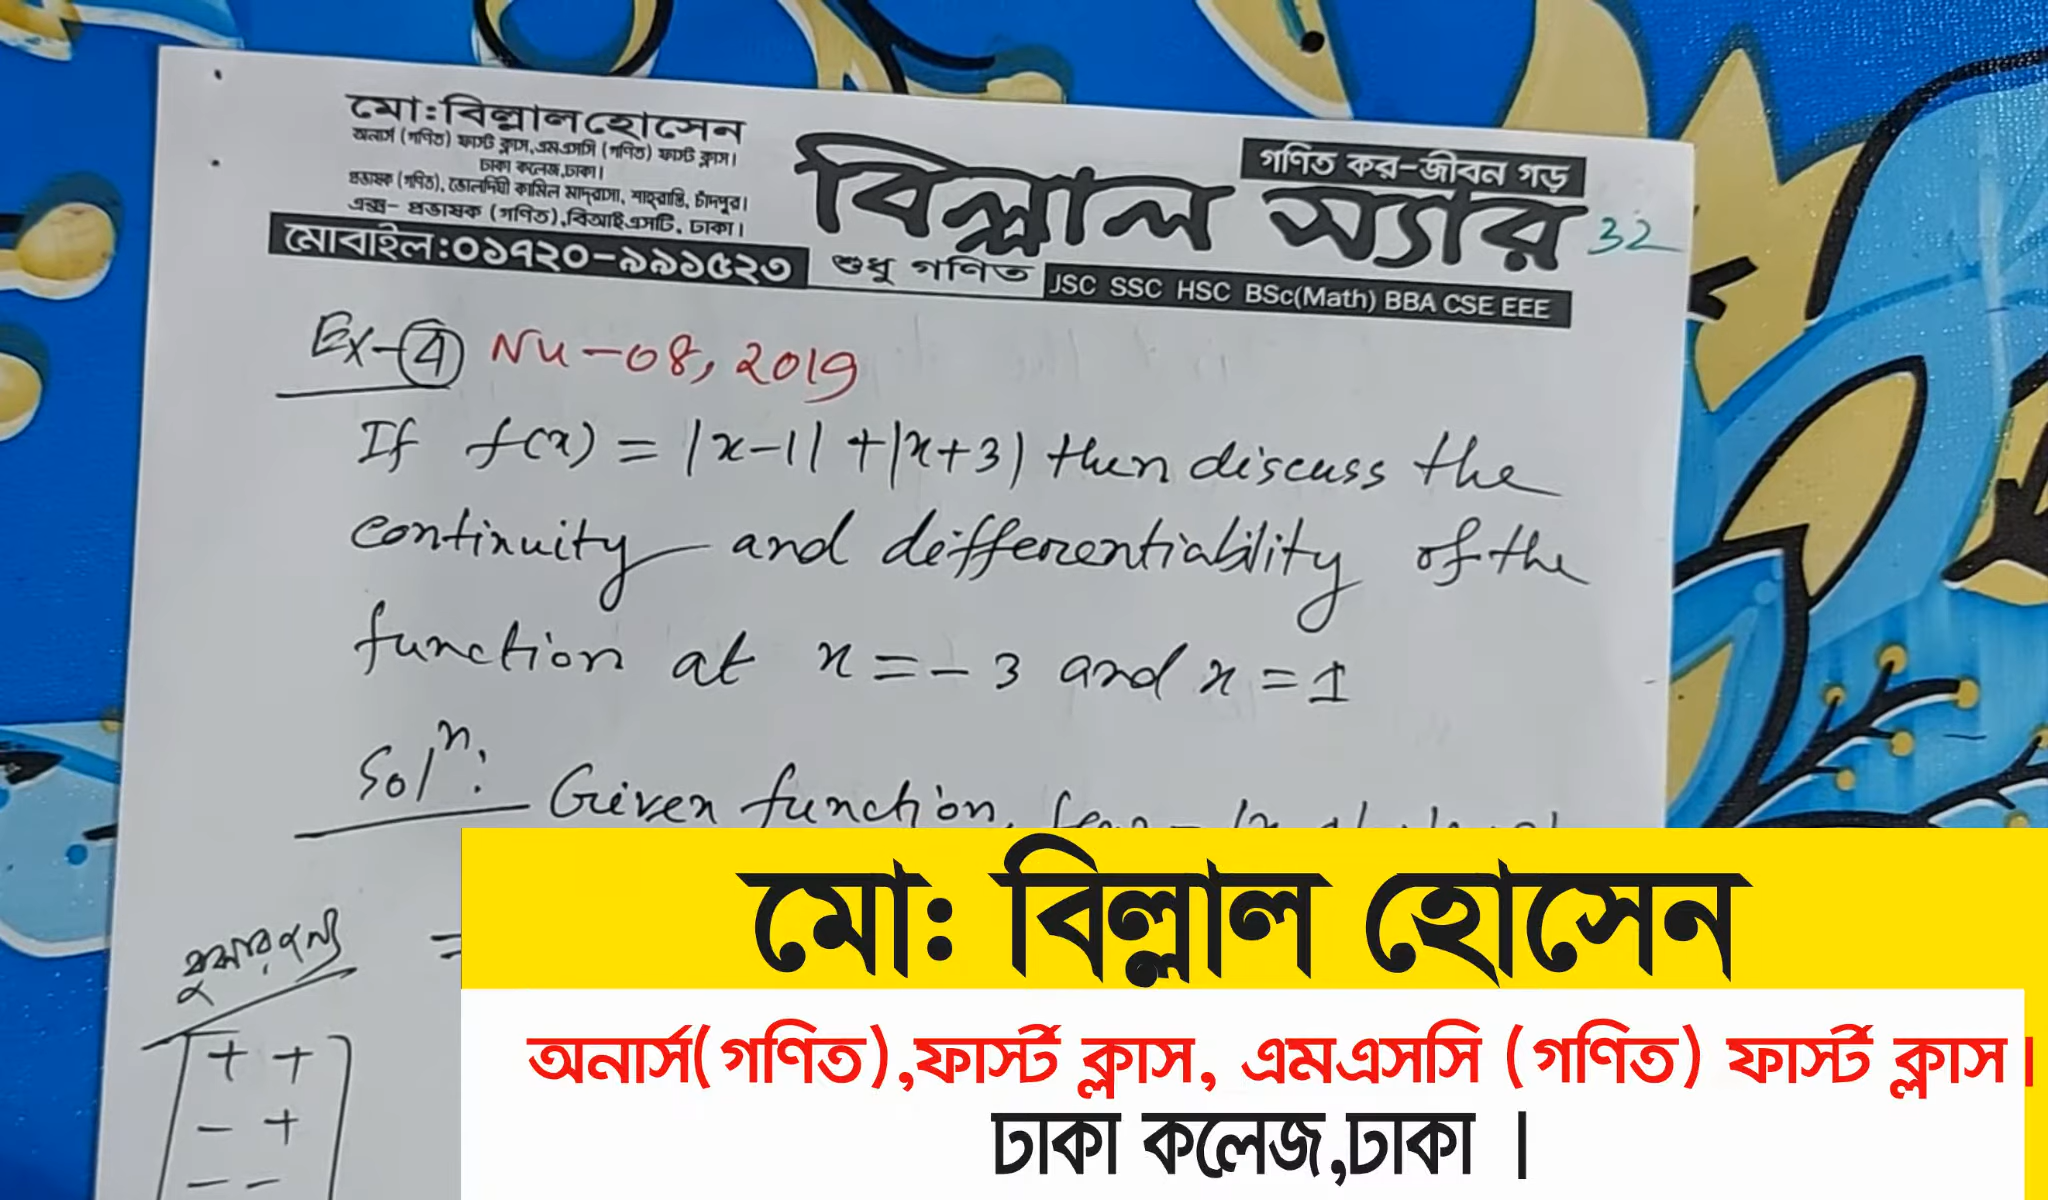 মো: বিল্লাল হোসেন
অনার্স (গণিত) ফার্স্ট ক্লাস,এমএসসি (গণিত) ফার্স্ট ক্লাস।
ঢাকা কলেজ,ঢাকা।
প্রভাষক (গণিত), ভোলদিঘী কামিল মাদ্রাসা, শাহ্‌রাস্তি, চাঁদপুর।
এক্স- প্রভাষক (গণিত),বিআইএসটি, ঢাকা।
মোবাইল:০১৭২০-৯৯১৫২৩
গণিত কর-জীবন গড়
বিল্লাল স্যার
32
শুধু গণিত
JSC SSC HSC BSc(Math) BBA CSE EEE
Ex-④ NU-08, 2019
If f(x) = |x-1| + |x+3| then discuss the
continuity and differentiability of the
function at x = -3 and x = 1
Solⁿ: Given function,
=
+ +
- +
- -
মো: বিল্লাল হোসেন
অনার্স(গণিত),ফার্স্ট ক্লাস, এমএসসি (গণিত) ফার্স্ট ক্লাস।
ঢাকা কলেজ,ঢাকা ।